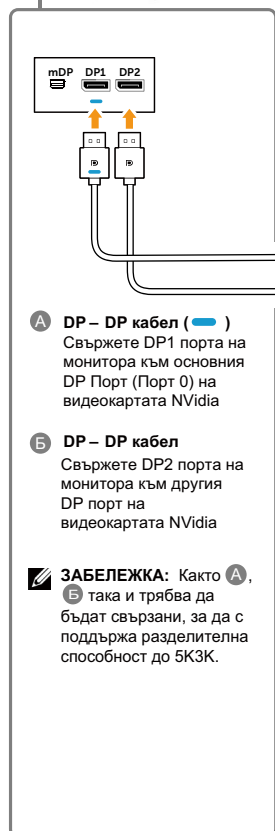 mDP DP1 DP2
А DP – DP кабел ( )
Свържете DP1 порта на
монитора към основния
DP Порт (Порт 0) на
видеокартата NVidia
Б DP – DP кабел
Свържете DP2 порта на
монитора към другия
DP порт на
видеокартата NVidia
ЗАБЕЛЕЖКА: Както А,
Б така и трябва да
бъдат свързани, за да с
поддържа разделителна
способност до 5K3K.